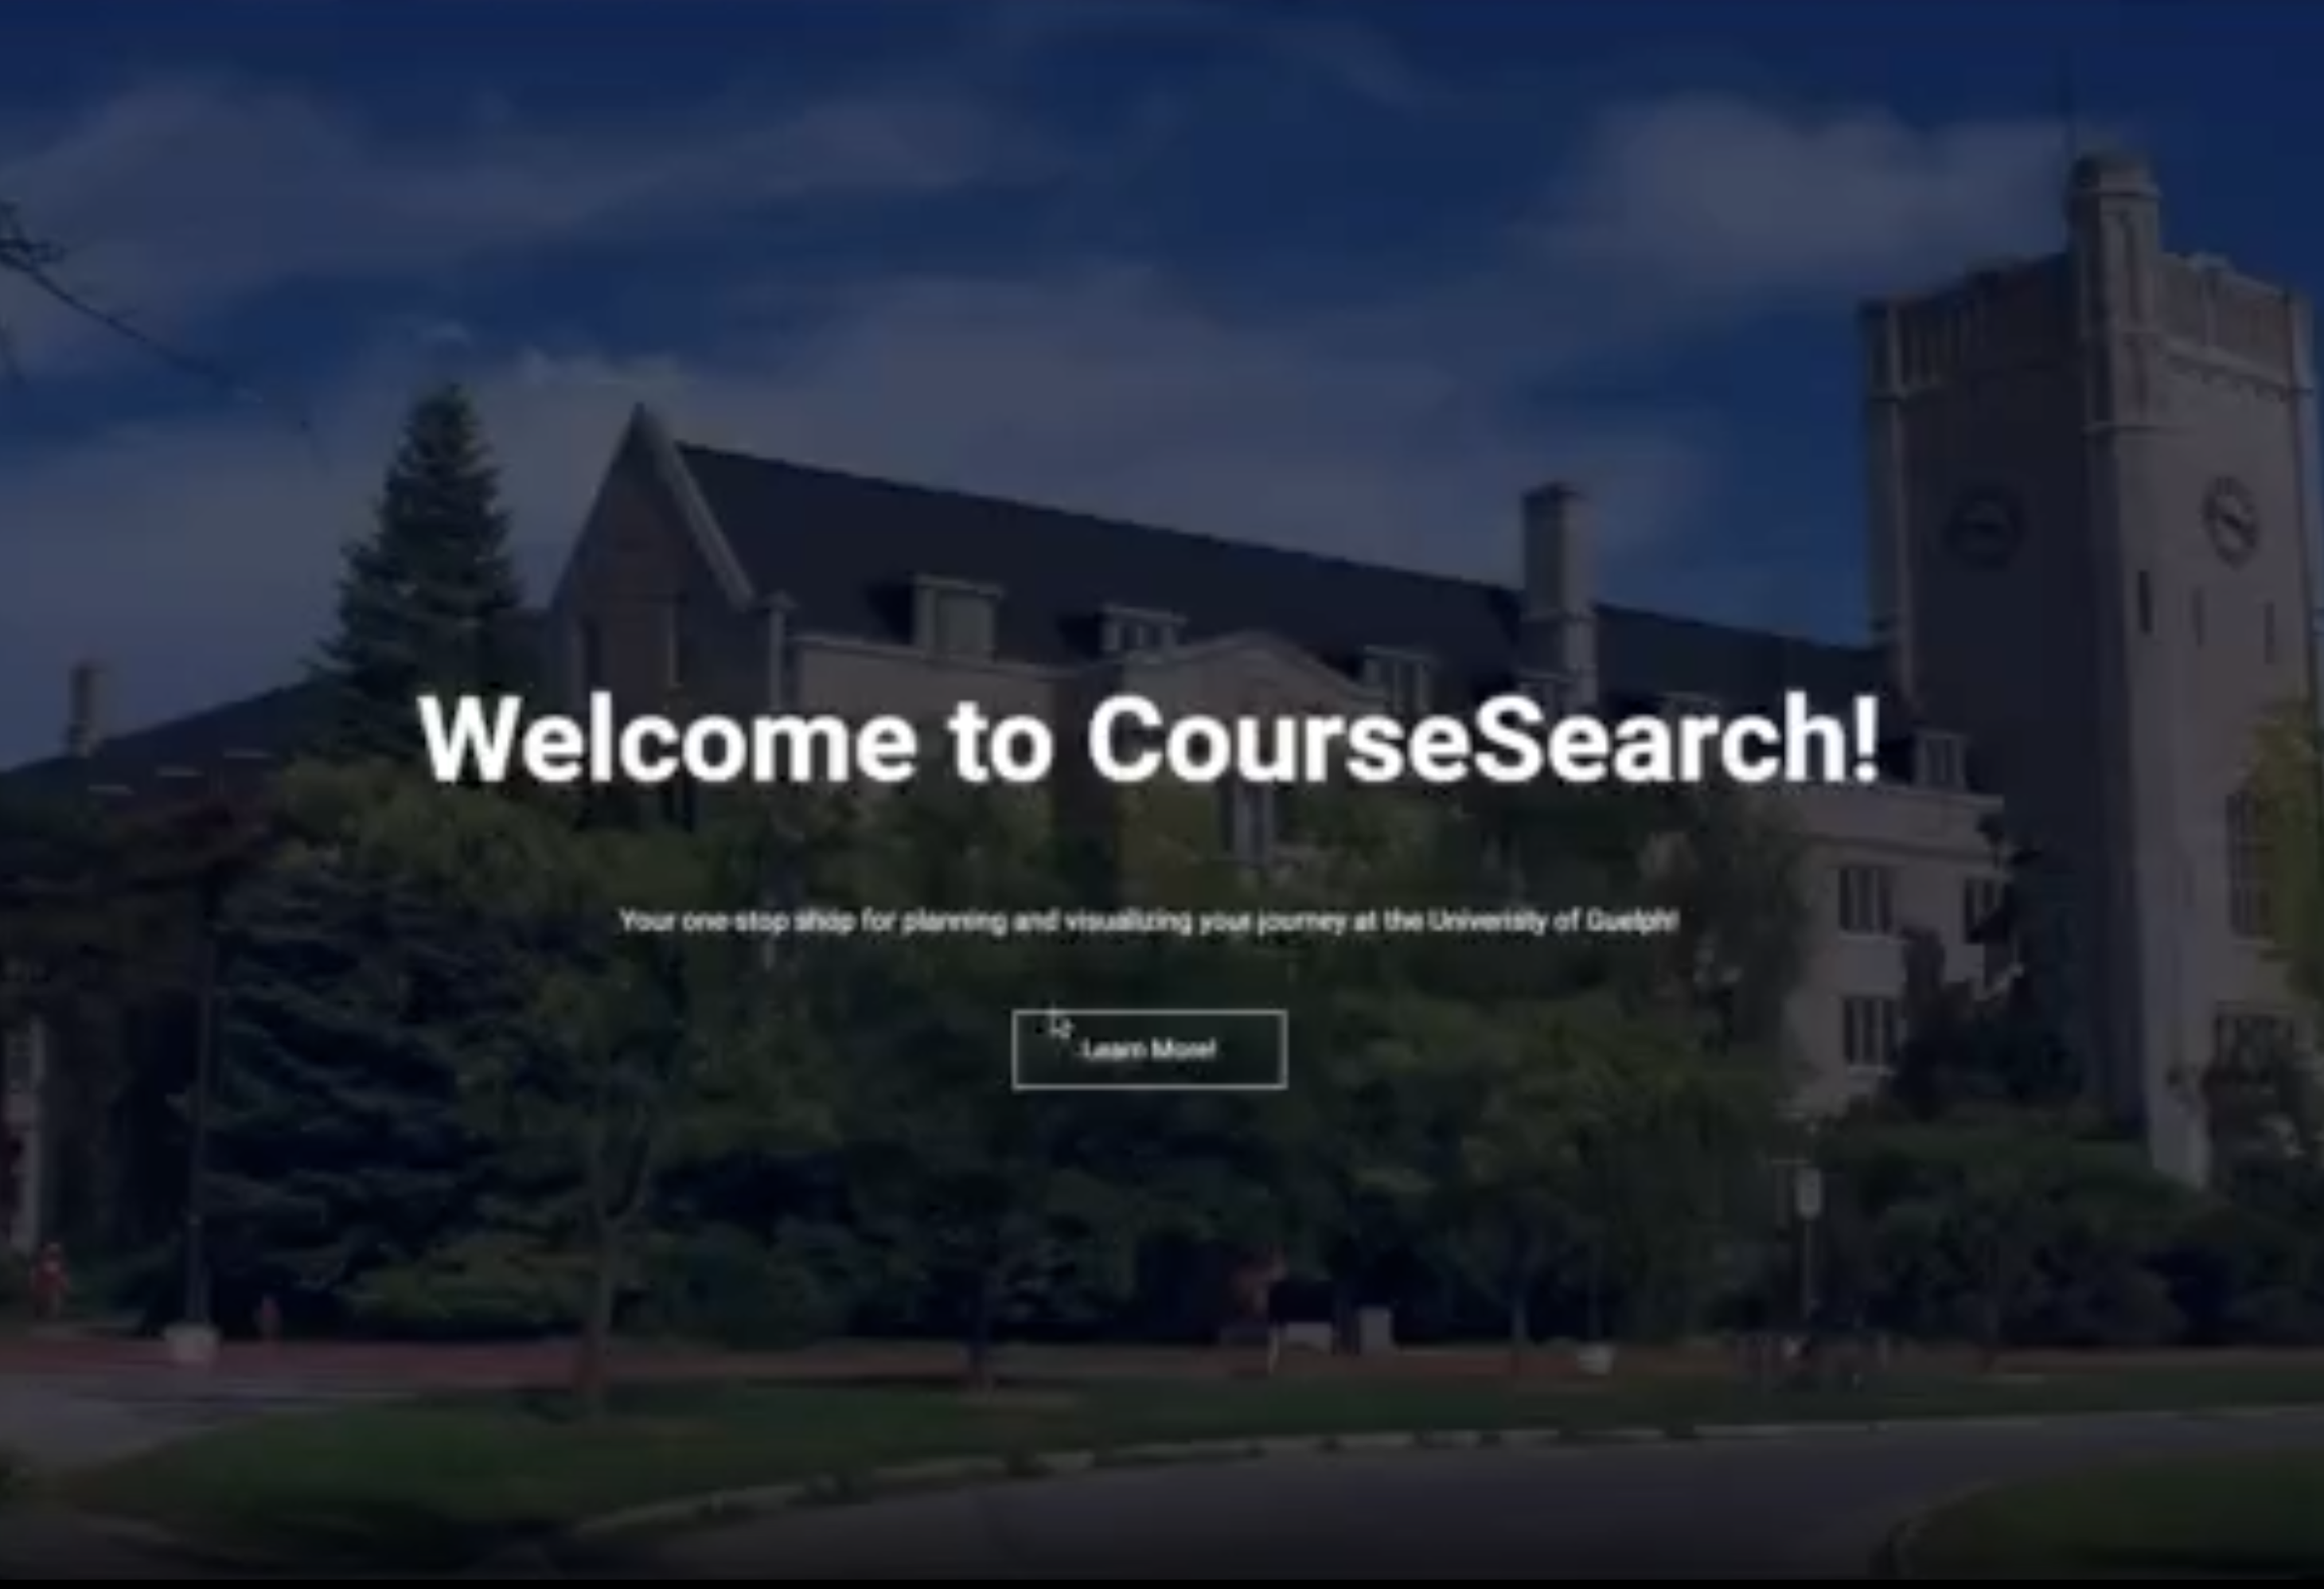 Welcome to CourseSearch!
Your one-stop shop for planning and visualizing your journey at the Univerisity of Guelph!
Learn More!